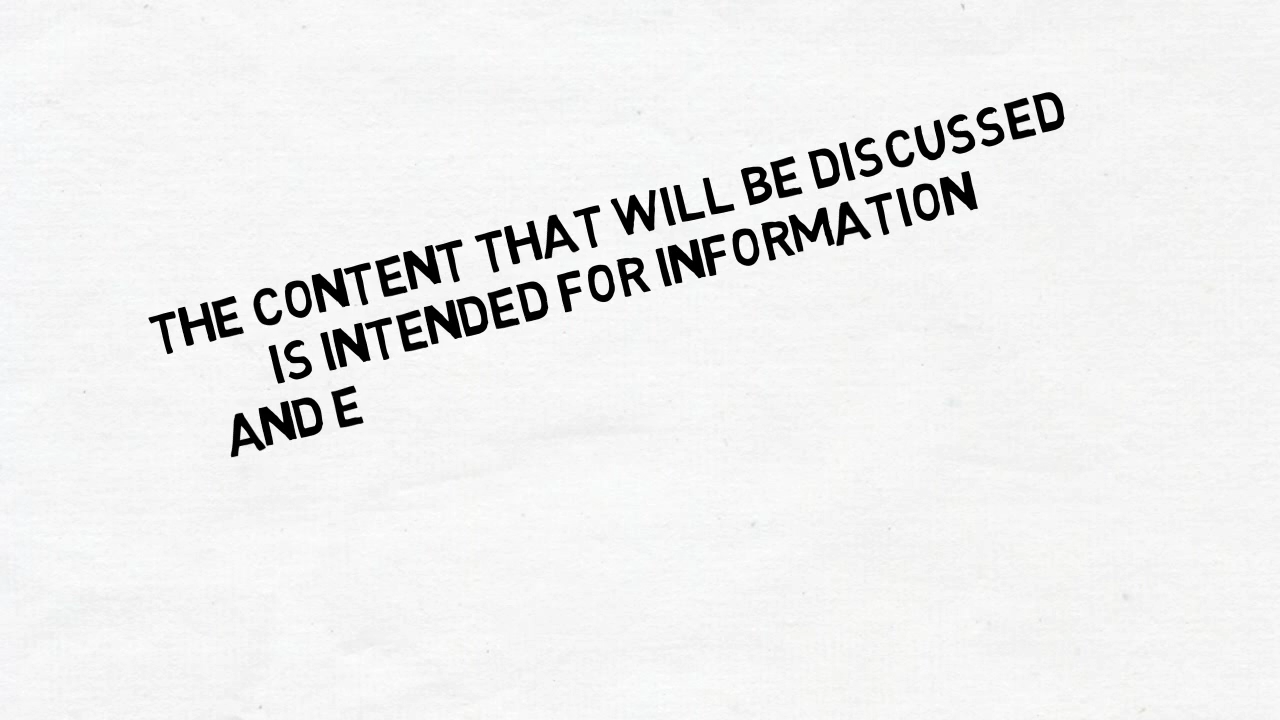 THE CONTENT THAT WILL BE DISCUSSED
IS INTENDED FOR INFORMATION
AND E